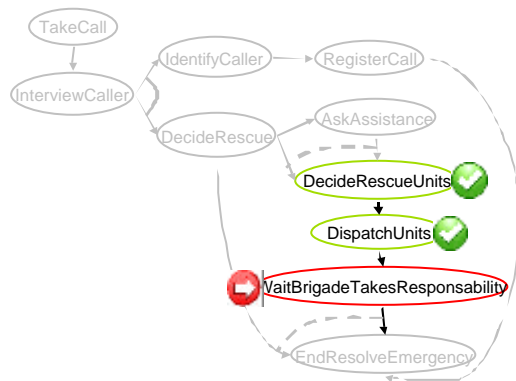 TakeCall
IdentifyCaller
RegisterCall
InterviewCaller
AskAssistance
DecideRescue
DecideRescueUnits
DispatchUnits
WaitBrigadeTakesResponsability
EndResolveEmergency